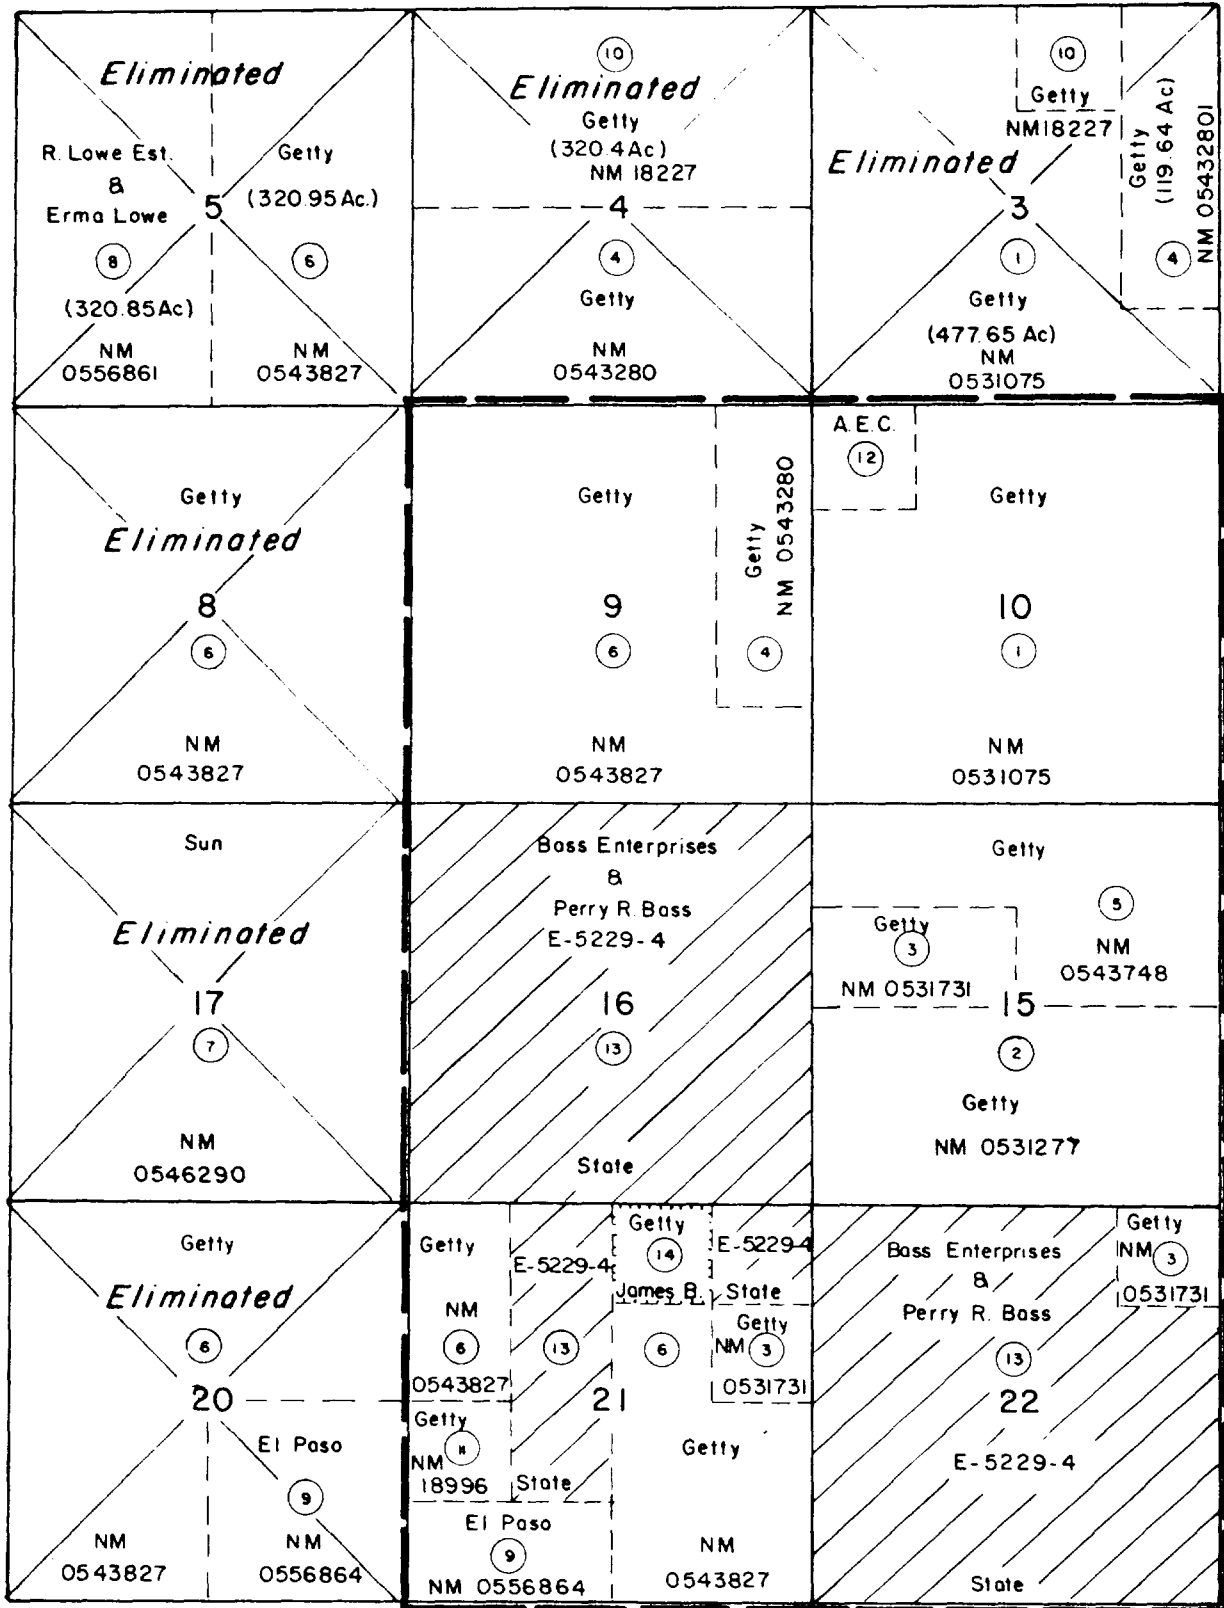 Eliminated
R. Lowe Est.
&
Erma Lowe
8
(320.85Ac)
NM
0556861
5
Getty
(320.95Ac.)
6
NM
0543827
10
Eliminated
Getty
(320.4Ac)
NM 18227
4
4
Getty
NM
0543280
10
Getty
NM18227
Eliminated
3
1
Getty
(477.65 Ac)
NM
0531075
Getty
(119.64 Ac)
NM 05432801
4
Getty
Eliminated
8
6
NM
0543827
Getty
9
6
NM
0543827
Getty
NM 0543280
4
A.E.C.
12
Getty
10
1
NM
0531075
Sun
Eliminated
17
7
NM
0546290
Bass Enterprises
&
Perry R. Bass
E-5229-4
16
13
State
Getty
5
NM
0543748
Getty
3
NM 0531731
15
2
Getty
NM 0531277
Getty
Eliminated
6
20
NM
0543827
El Paso
9
NM
0556864
Getty
NM
6
0543827
Getty
11
NM
18996
E-5229-4
13
State
Getty
14
James B.
6
E-5229-4
State
Getty
NM 3
0531731
21
Getty
NM
0543827
El Paso
9
NM 0556864
Bass Enterprises
&
Perry R. Bass
13
22
E-5229-4
State
Getty
NM 3
0531731